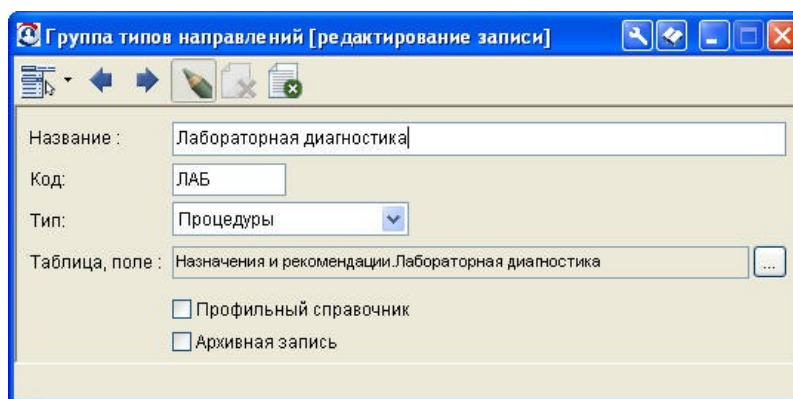 Группа типов направлений [редактирование записи]
Название :
Лабораторная диагностика
Код:
ЛАБ
Тип:
Процедуры
Таблица, поле :
Назначения и рекомендации.Лабораторная диагностика
...
Профильный справочник
Архивная запись